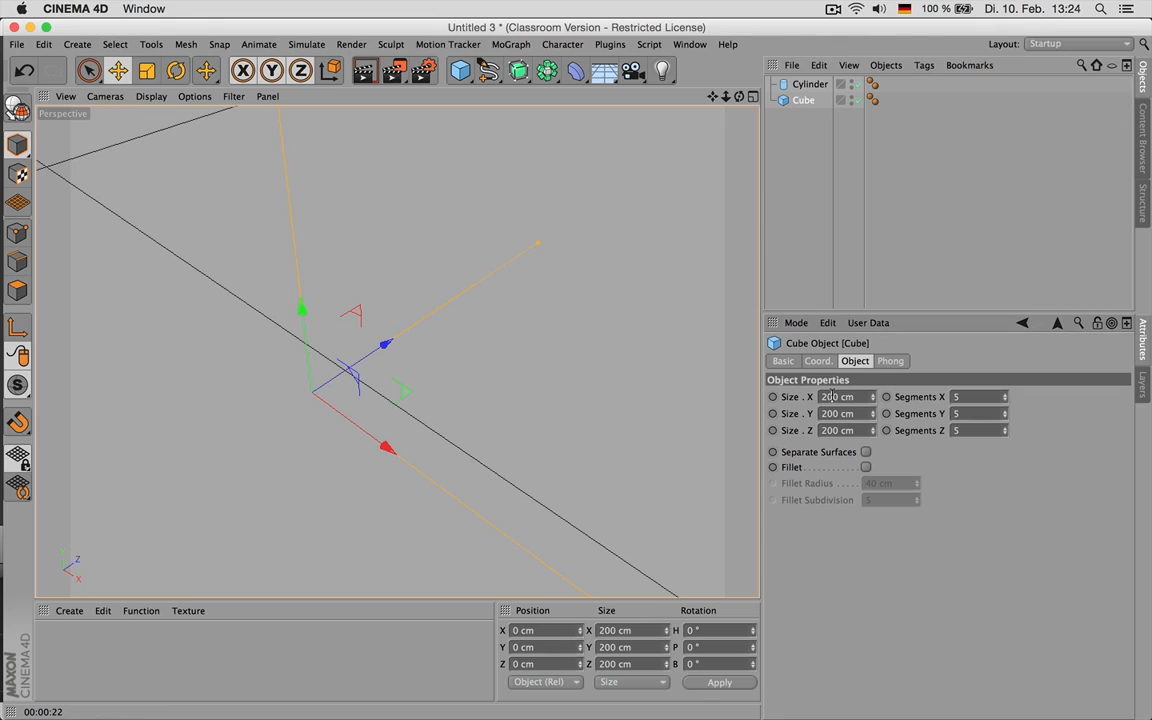 CINEMA 4D Window 100 % Di. 10. Feb. 13:24
Untitled 3 * (Classroom Version - Restricted License)
File Edit Create Select Tools Mesh Snap Animate Simulate Render Sculpt Motion Tracker MoGraph Character Plugins Script Window Help Layout: Startup
X Y Z
File Edit View Objects Tags Bookmarks
View Cameras Display Options Filter Panel
Perspective
Cylinder
Cube
Objects
Content Browser
Structure
Mode Edit User Data
Cube Object [Cube]
Basic Coord. Object Phong
Object Properties
Size . X 200 cm Segments X 5
Size . Y 200 cm Segments Y 5
Size . Z 200 cm Segments Z 5
Separate Surfaces
Fillet
Fillet Radius 40 cm
Fillet Subdivision 5
Attributes
Layers
Y
Z
X
Create Edit Function Texture
Position Size Rotation
X 0 cm X 200 cm H 0 °
Y 0 cm Y 200 cm P 0 °
Z 0 cm Z 200 cm B 0 °
Object (Rel) Size Apply
MAXON
CINEMA 4D
00:00:22